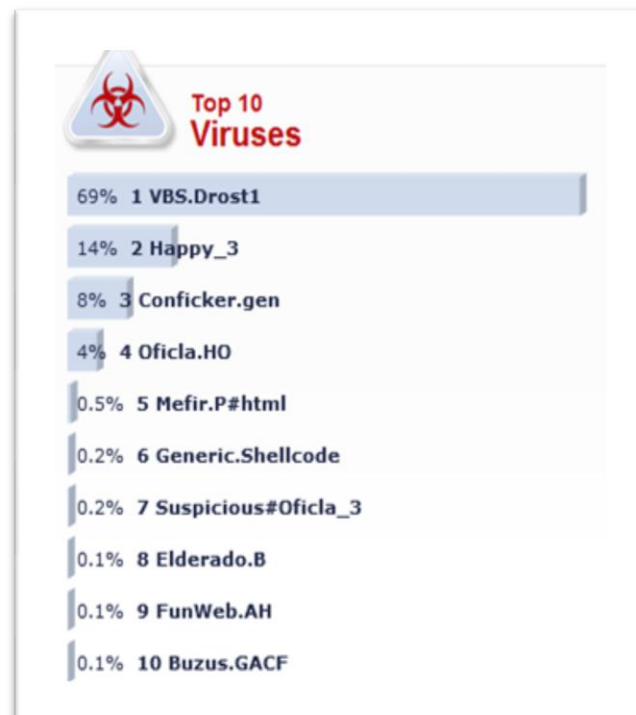 Top 10
Viruses
69% 1 VBS.Drost1
14% 2 Happy_3
8% 3 Conficker.gen
4% 4 Oficla.HO
0.5% 5 Mefir.P#html
0.2% 6 Generic.Shellcode
0.2% 7 Suspicious#Oficla_3
0.1% 8 Elderado.B
0.1% 9 FunWeb.AH
0.1% 10 Buzus.GACF